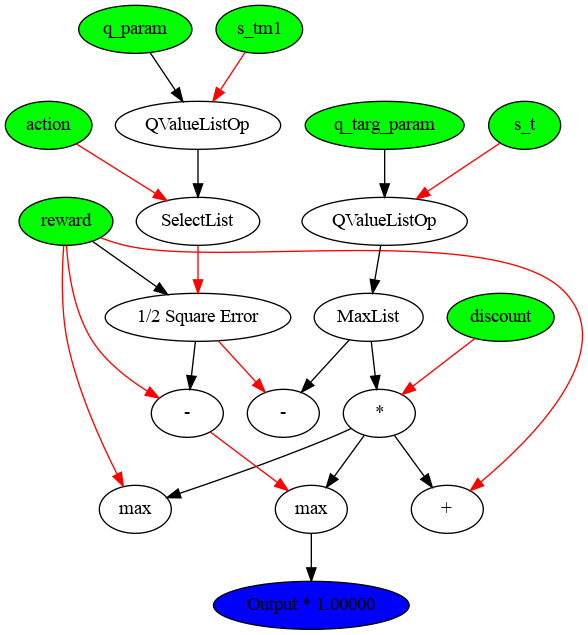 q_param
s_tm1
action
QValueListOp
q_targ_param
s_t
reward
SelectList
QValueListOp
1/2 Square Error
MaxList
discount
-
-
*
max
max
+
Output * 1.00000